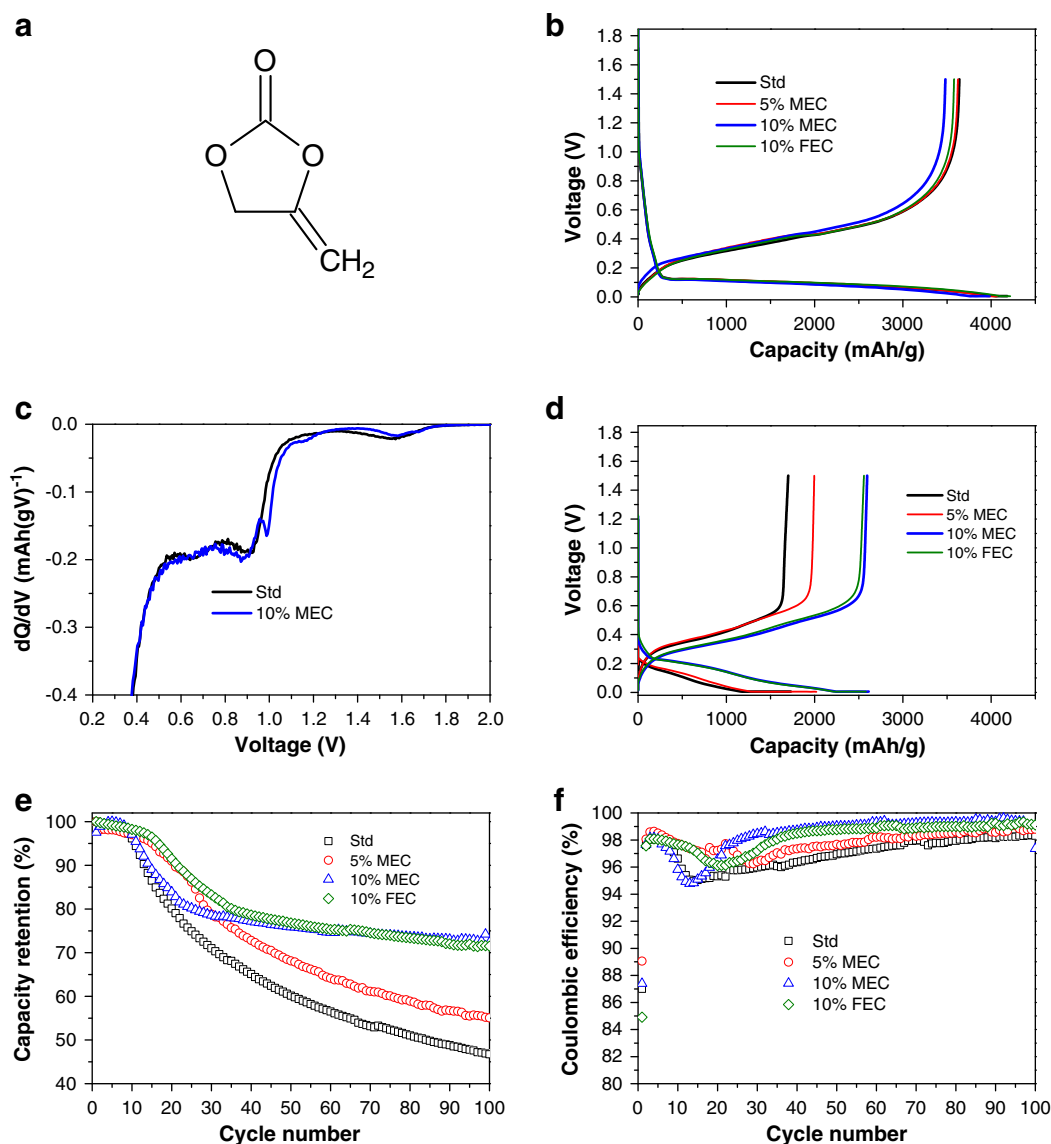 a
O
O
O
CH2
b
1.8
1.6
1.4
1.2
1.0
0.8
0.6
0.4
0.2
0.0
Voltage (V)
Std
5% MEC
10% MEC
10% FEC
0 1000 2000 3000 4000
Capacity (mAh/g)
c
0.0
-0.1
-0.2
-0.3
-0.4
dQ/dV (mAh(gV)-1)
Std
10% MEC
0.2 0.4 0.6 0.8 1.0 1.2 1.4 1.6 1.8 2.0
Voltage (V)
d
1.8
1.6
1.4
1.2
1.0
0.8
0.6
0.4
0.2
0.0
Voltage (V)
Std
5% MEC
10% MEC
10% FEC
0 1000 2000 3000 4000
Capacity (mAh/g)
e
100
90
80
70
60
50
40
Capacity retention (%)
Std
5% MEC
10% MEC
10% FEC
0 10 20 30 40 50 60 70 80 90 100
Cycle number
f
100
98
96
94
92
91
89
87
86
84
82
80
Coulombic efficiency (%)
Std
5% MEC
10% MEC
10% FEC
0 10 20 30 40 50 60 70 80 90 100
Cycle number